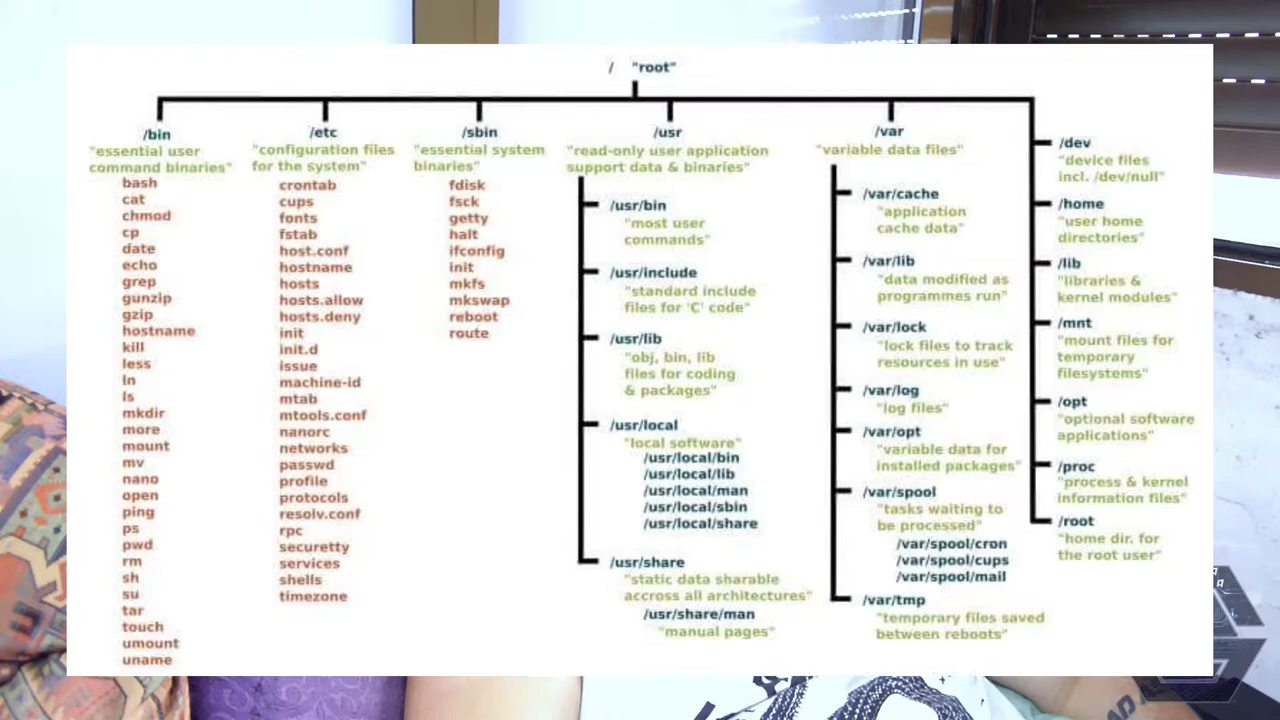 / "root"
/bin
"essential user
command binaries"
bash
cat
chmod
cp
date
echo
grep
gunzip
gzip
hostname
kill
less
ln
ls
mkdir
more
mount
mv
nano
open
ping
ps
pwd
rm
sh
su
tar
touch
umount
uname
/etc
"configuration files
for the system"
crontab
cups
fonts
fstab
host.conf
hostname
hosts
hosts.allow
hosts.deny
init
init.d
issue
machine-id
mtab
mtools.conf
nanorc
networks
passwd
profile
protocols
resolv.conf
rpc
securetty
services
shells
timezone
/sbin
"essential system
binaries"
fdisk
fsck
getty
halt
ifconfig
init
mkfs
mkswap
reboot
route
/usr
"read-only user application
support data & binaries"
/usr/bin
"most user
commands"
/usr/include
"standard include
files for 'C' code"
/usr/lib
"obj, bin, lib
files for coding
& packages"
/usr/local
"local software"
/usr/local/bin
/usr/local/lib
/usr/local/man
/usr/local/sbin
/usr/local/share
/usr/share
"static data sharable
accross all architectures"
/usr/share/man
"manual pages"
/var
"variable data files"
/var/cache
"application
cache data"
/var/lib
"data modified as
programmes run"
/var/lock
"lock files to track
resources in use"
/var/log
"log files"
/var/opt
"variable data for
installed packages"
/var/spool
"tasks waiting to
be processed"
/var/spool/cron
/var/spool/cups
/var/spool/mail
/var/tmp
"temporary files saved
between reboots"
/dev
"device files
incl. /dev/null"
/home
"user home
directories"
/lib
"libraries &
kernel modules"
/mnt
"mount files for
temporary
filesystems"
/opt
"optional software
applications"
/proc
"process & kernel
information files"
/root
"home dir. for
the root user"